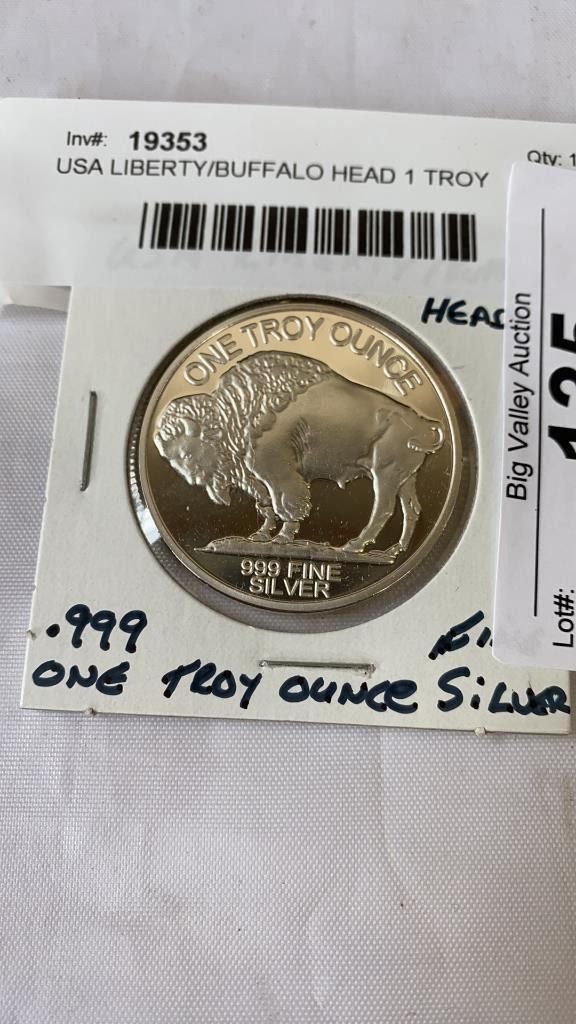 Inv#: 19353
Qty: 1
USA LIBERTY/BUFFALO HEAD 1 TROY
ONE TROY OUNCE
999 FINE
SILVER
.999
ONE TROY OUNCE SILVER
Big Valley Auction
Lot#: